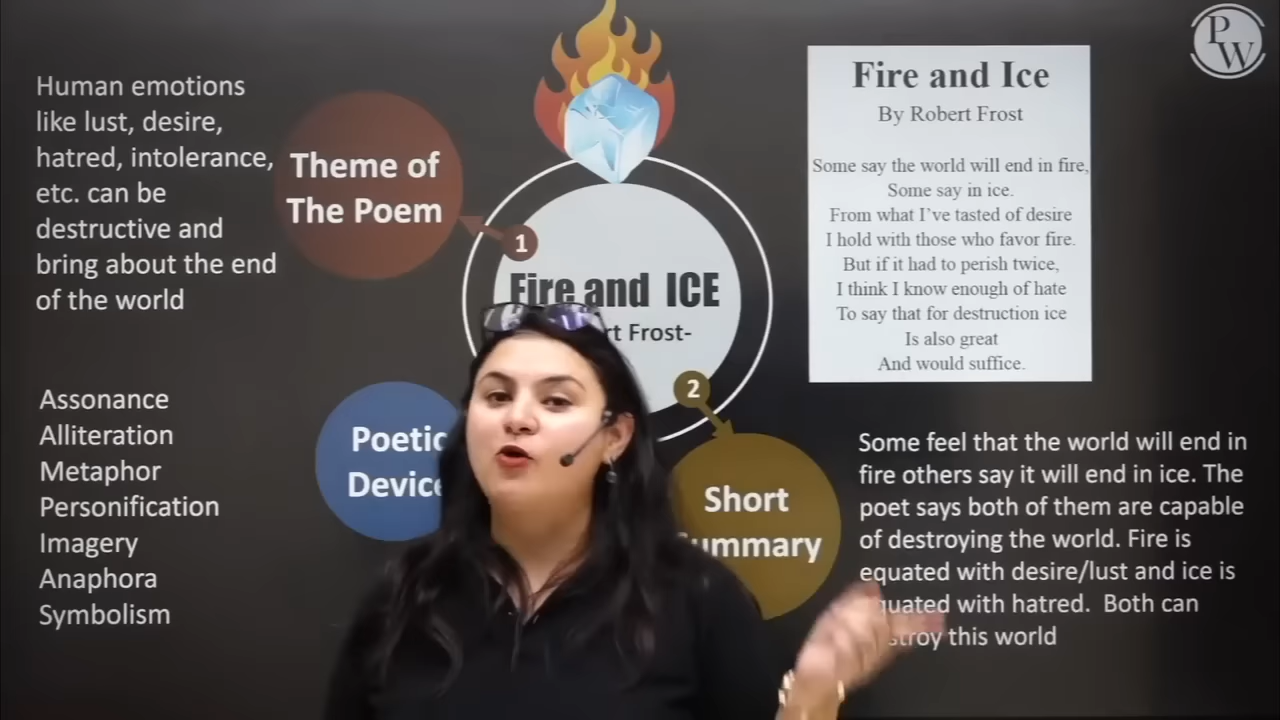 Human emotions
like lust, desire,
hatred, intolerance,
etc. can be
destructive and
bring about the end
of the world
Theme of
The Poem
1
Fire and ICE
rt Frost-
2
PW
Fire and Ice
By Robert Frost
Some say the world will end in fire,
Some say in ice.
From what I’ve tasted of desire
I hold with those who favor fire.
But if it had to perish twice,
I think I know enough of hate
To say that for destruction ice
Is also great
And would suffice.
Assonance
Alliteration
Metaphor
Personification
Imagery
Anaphora
Symbolism
Poetic
Device
Short
ummary
Some feel that the world will end in
fire others say it will end in ice. The
poet says both of them are capable
of destroying the world. Fire is
equated with desire/lust and ice is
equated with hatred. Both can
stroy this world